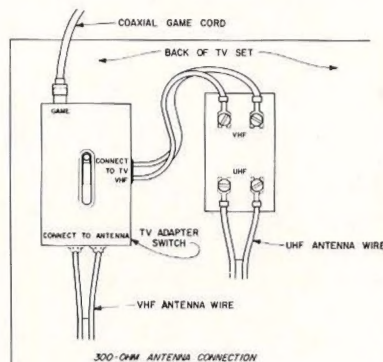 COAXIAL GAME CORD
BACK OF TV SET
GAME
CONNECT
TO TV
VHF
VHF
UHF
CONNECT TO ANTENNA
TV ADAPTER
SWITCH
UHF ANTENNA WIRE
VHF ANTENNA WIRE
300-OHM ANTENNA CONNECTION